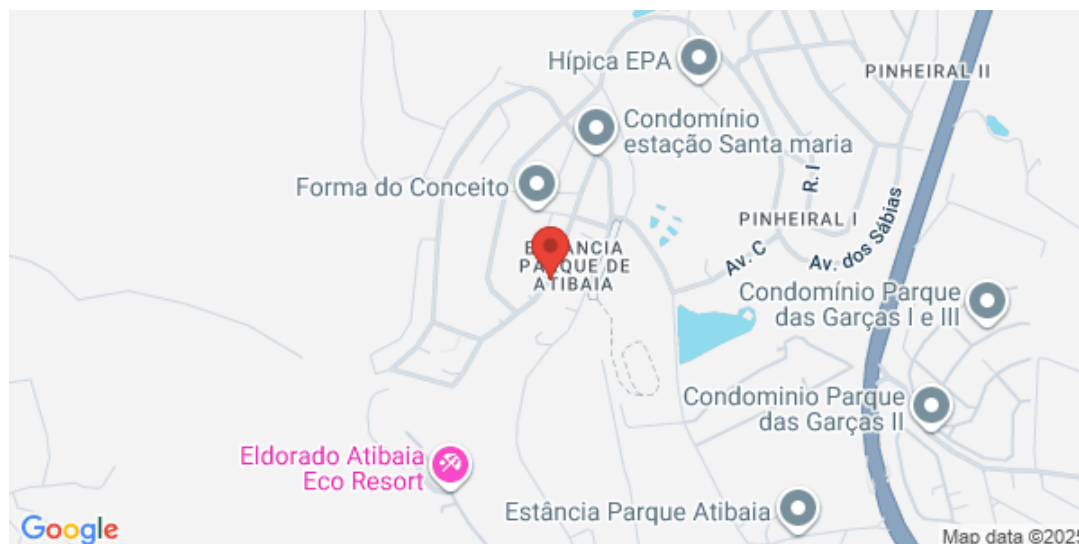 Hípica EPA
PINHEIRAL II
Condomínio
estação Santa maria
Forma do Conceito
R. I
PINHEIRAL I
Av. dos Sábias
Av. C
PARQUE DE
ATIBAIA
Condomínio Parque
das Garças I e III
Condominio Parque
das Garças II
Eldorado Atibaia
Eco Resort
Estância Parque Atibaia
Google
Map data ©2025